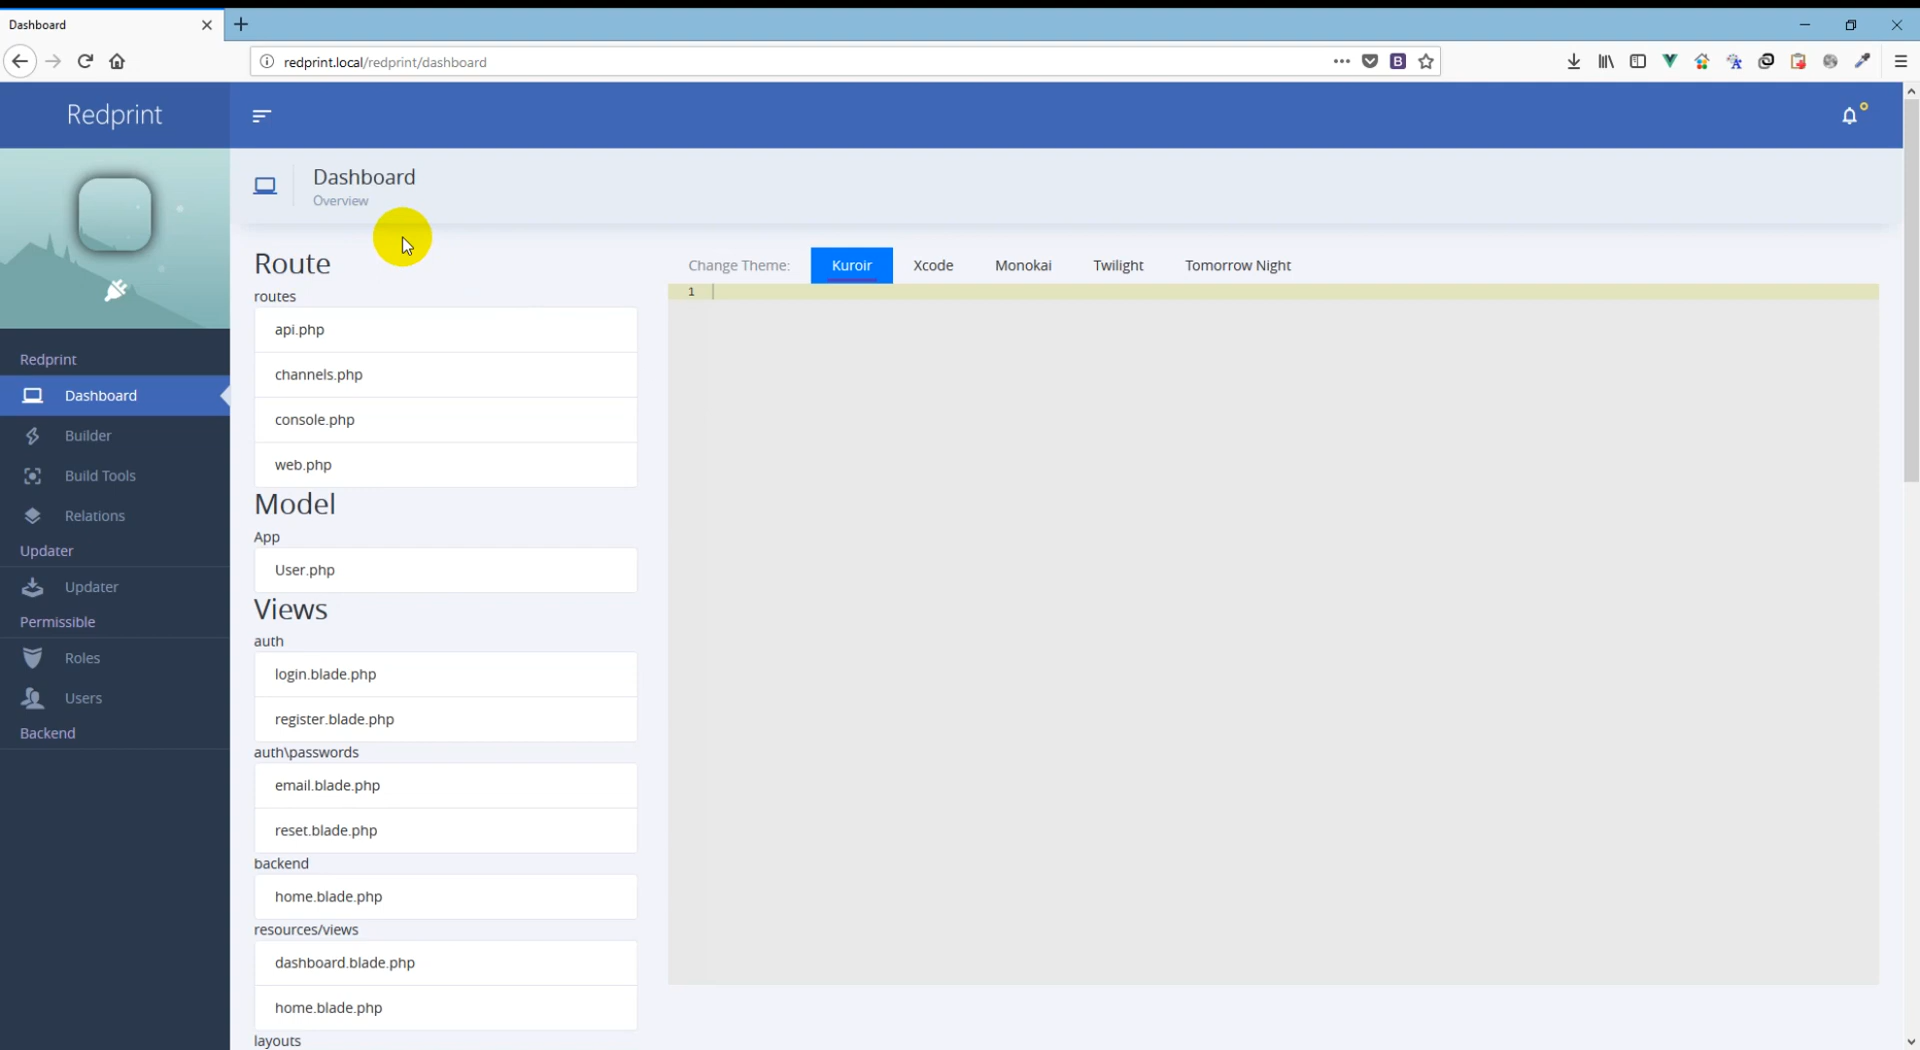 Dashboard
redprint.local/redprint/dashboard
B
Redprint
Dashboard
Overview
Redprint
Dashboard
Builder
Build Tools
Relations
Updater
Updater
Permissible
Roles
Users
Backend
Route
routes
api.php
channels.php
console.php
web.php
Model
App
User.php
Views
auth
login.blade.php
register.blade.php
auth\passwords
email.blade.php
reset.blade.php
backend
home.blade.php
resources/views
dashboard.blade.php
home.blade.php
layouts
Change Theme: Kuroir Xcode Monokai Twilight Tomorrow Night
1